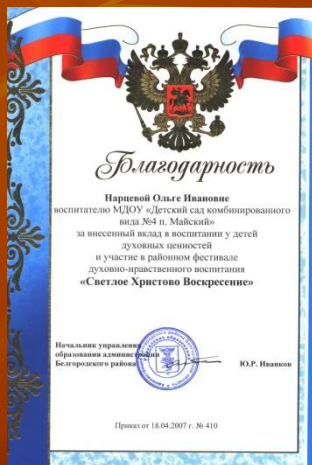 Благодарность
Нарцевой Ольге Ивановне
воспитателю МДОУ «Детский сад комбинированного
вида №4 п. Майский»
за внесенный вклад в воспитании у детей
духовных ценностей
и участие в районном фестивале
духовно-нравственного воспитания
«Светлое Христово Воскресение»
Начальник управления
образования администрации
Белгородского района
Ю.Р. Иванков
Приказ от 18.04.2007 г. № 410